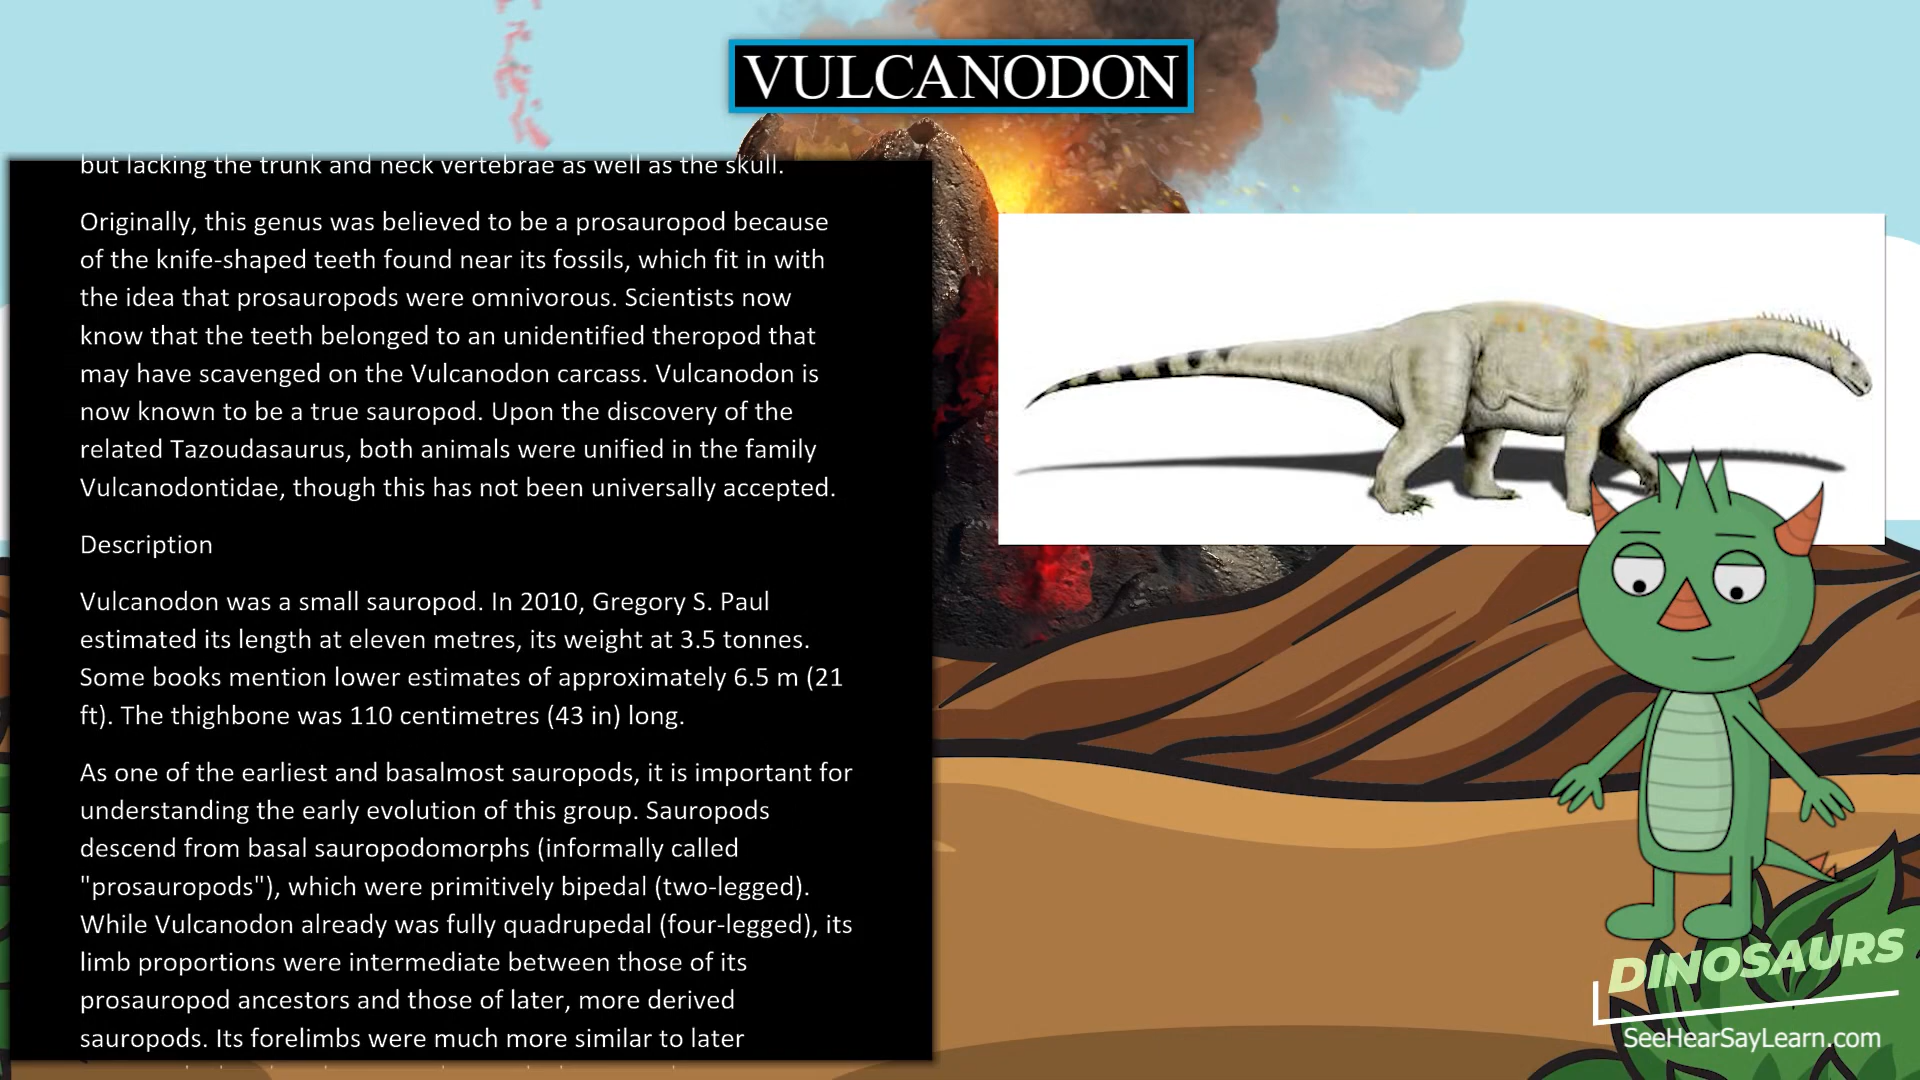 VULCANODON
but lacking the trunk and neck vertebrae as well as the skull.
Originally, this genus was believed to be a prosauropod because
of the knife-shaped teeth found near its fossils, which fit in with
the idea that prosauropods were omnivorous. Scientists now
know that the teeth belonged to an unidentified theropod that
may have scavenged on the Vulcanodon carcass. Vulcanodon is
now known to be a true sauropod. Upon the discovery of the
related Tazoudasaurus, both animals were unified in the family
Vulcanodontidae, though this has not been universally accepted.
Description
Vulcanodon was a small sauropod. In 2010, Gregory S. Paul
estimated its length at eleven metres, its weight at 3.5 tonnes.
Some books mention lower estimates of approximately 6.5 m (21
ft). The thighbone was 110 centimetres (43 in) long.
As one of the earliest and basalmost sauropods, it is important for
understanding the early evolution of this group. Sauropods
descend from basal sauropodomorphs (informally called
"prosauropods"), which were primitively bipedal (two-legged).
While Vulcanodon already was fully quadrupedal (four-legged), its
limb proportions were intermediate between those of its
prosauropod ancestors and those of later, more derived
sauropods. Its forelimbs were much more similar to later
DINOSAURS
SeeHearSayLearn.com